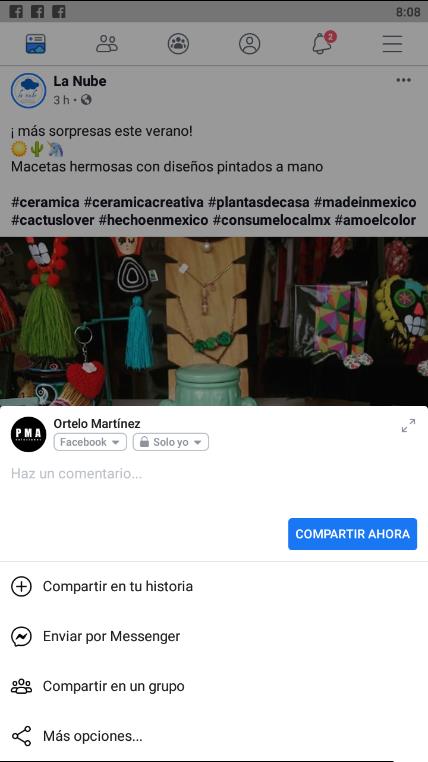 8:08
2
La Nube
3 h •
¡ más sorpresas este verano!
🌞🌵🦄
Macetas hermosas con diseños pintados a mano
#ceramica #ceramicacreativa #plantasdecasa #madeinmexico
#cactuslover #hechoenmexico #consumelocalmx #amoelcolor
PMA
Ortelo Martínez
Facebook
Solo yo
Haz un comentario...
COMPARTIR AHORA
Compartir en tu historia
Enviar por Messenger
Compartir en un grupo
Más opciones...